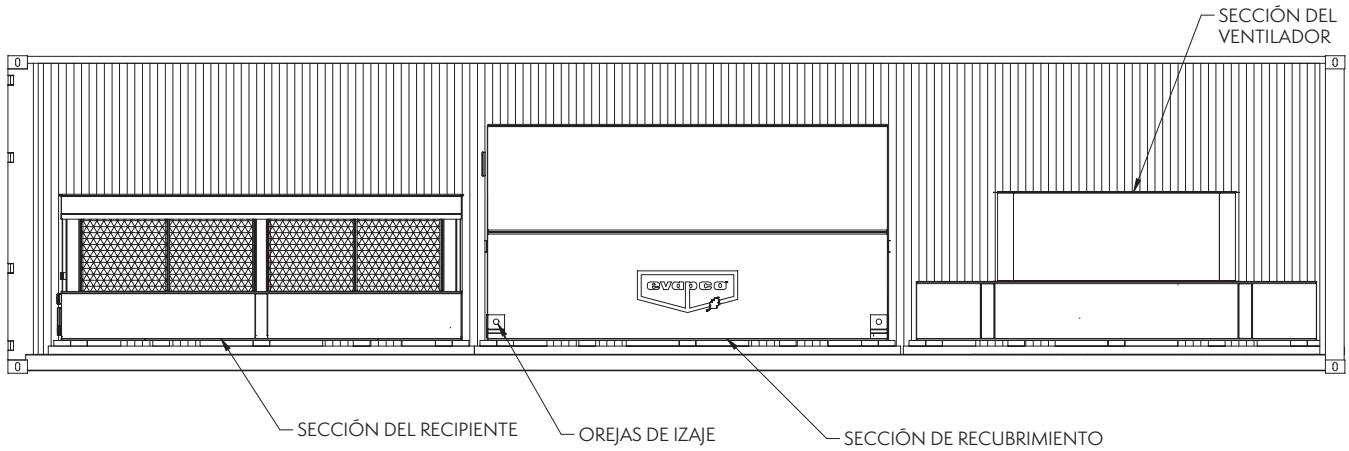 SECCIÓN DEL
VENTILADOR
evapco
SECCIÓN DEL RECIPIENTE
OREJAS DE IZAJE
SECCIÓN DE RECUBRIMIENTO